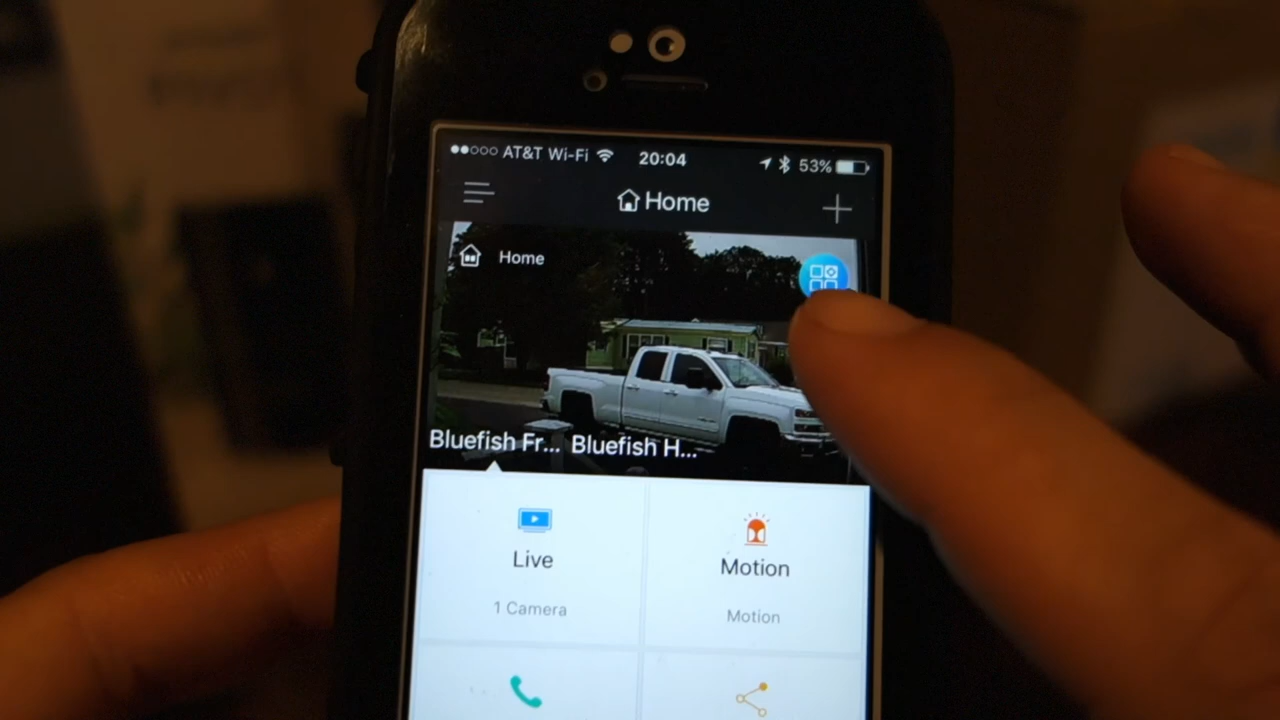 AT&T Wi-Fi 20:04 53%
Home
Home
Bluefish Fr... Bluefish H...
Live Motion
1 Camera Motion